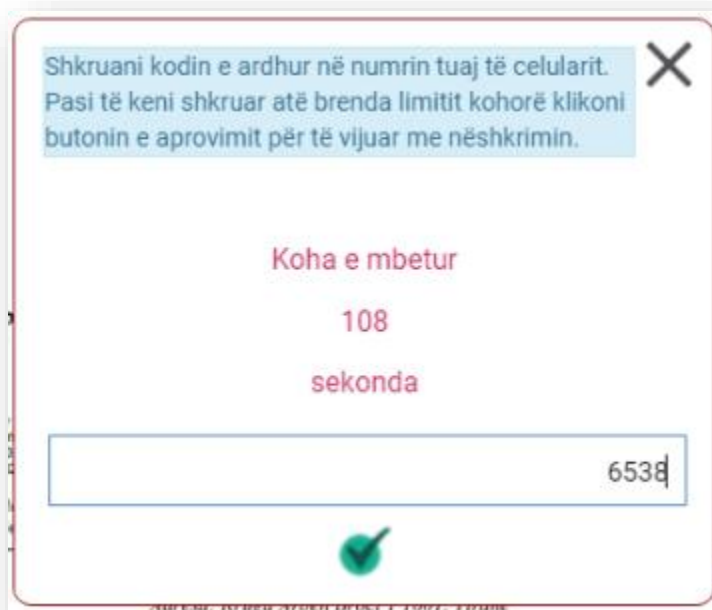 Shkruani kodin e ardhur në numrin tuaj të celularit.
Pasi të keni shkruar atë brenda limitit kohorë klikoni
butonin e aprovimit për të vijuar me nëshkrimin.
Koha e mbetur
108
sekonda
6538